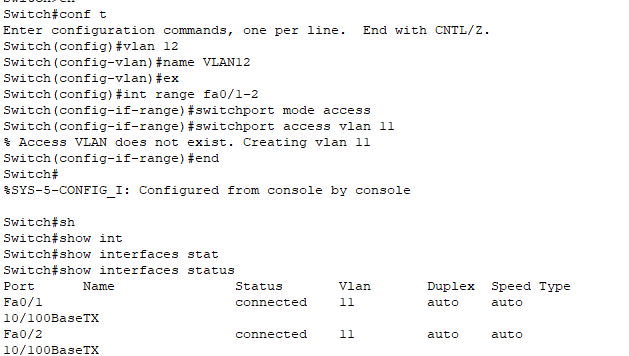 Switch#conf t
Enter configuration commands, one per line.  End with CNTL/Z.
Switch(config)#vlan 12
Switch(config-vlan)#name VLAN12
Switch(config-vlan)#ex
Switch(config)#int range fa0/1-2
Switch(config-if-range)#switchport mode access
Switch(config-if-range)#switchport access vlan 11
% Access VLAN does not exist. Creating vlan 11
Switch(config-if-range)#end
Switch#
%SYS-5-CONFIG_I: Configured from console by console
Switch#sh
Switch#show int
Switch#show interfaces stat
Switch#show interfaces status
Port      Name               Status       Vlan       Duplex  Speed Type
Fa0/1                        connected    11         auto    auto
10/100BaseTX
Fa0/2                        connected    11         auto    auto
10/100BaseTX